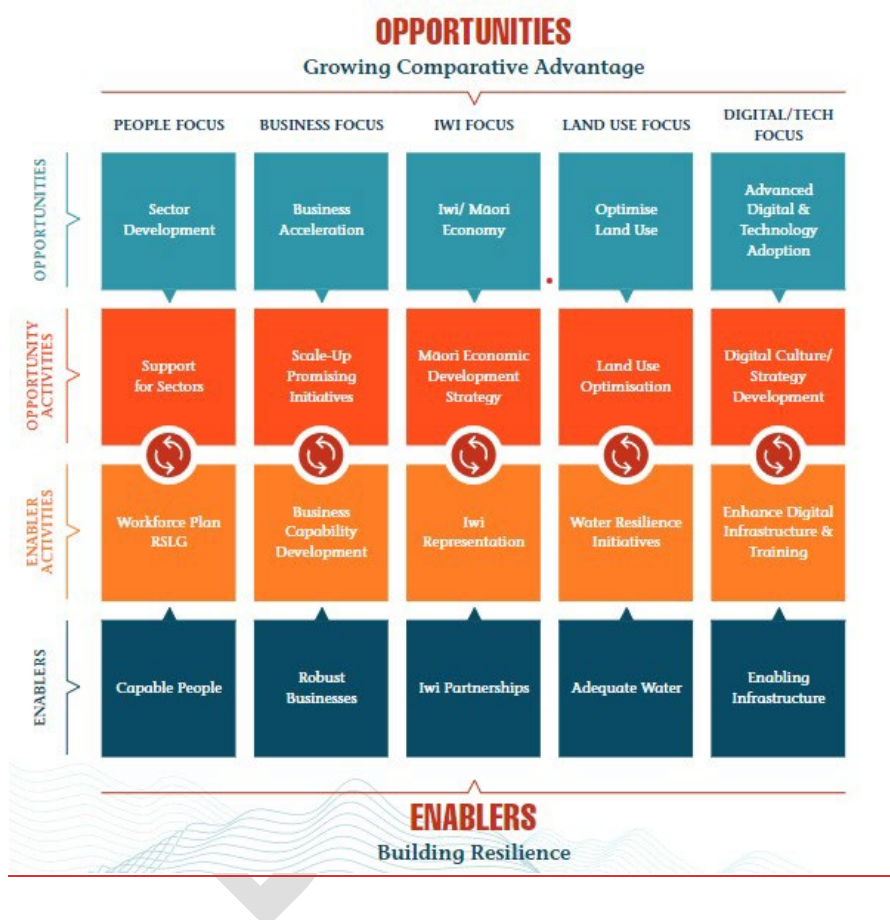 OPPORTUNITIES
Growing Comparative Advantage
PEOPLE FOCUS
BUSINESS FOCUS
IWI FOCUS
LAND USE FOCUS
DIGITAL/TECH
FOCUS
OPPORTUNITIES
Sector
Development
Business
Acceleration
Iwi/ Māori
Economy
Optimise
Land Use
Advanced
Digital &
Technology
Adoption
OPPORTUNITY
ACTIVITIES
Support
for Sectors
Scale-Up
Promising
Initiatives
Māori Economic
Development
Strategy
Land Use
Optimisation
Digital Culture/
Strategy
Development
ENABLER
ACTIVITIES
Workforce Plan
RSLG
Business
Capability
Development
Iwi
Representation
Water Resilience
Initiatives
Enhance Digital
Infrastructure &
Training
ENABLERS
Capable People
Robust
Businesses
Iwi Partnerships
Adequate Water
Enabling
Infrastructure
ENABLERS
Building Resilience